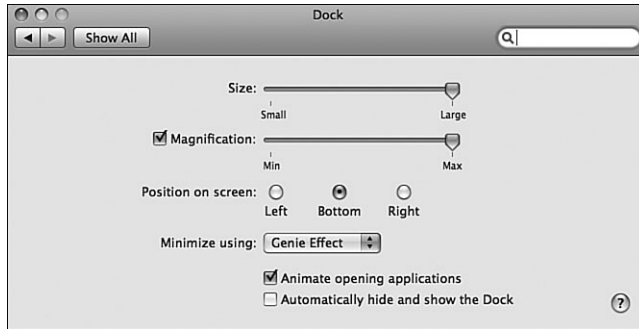 Dock
Show All
Size:
Small Large
Magnification:
Min Max
Position on screen:
Left Bottom Right
Minimize using: Genie Effect
Animate opening applications
Automatically hide and show the Dock
?